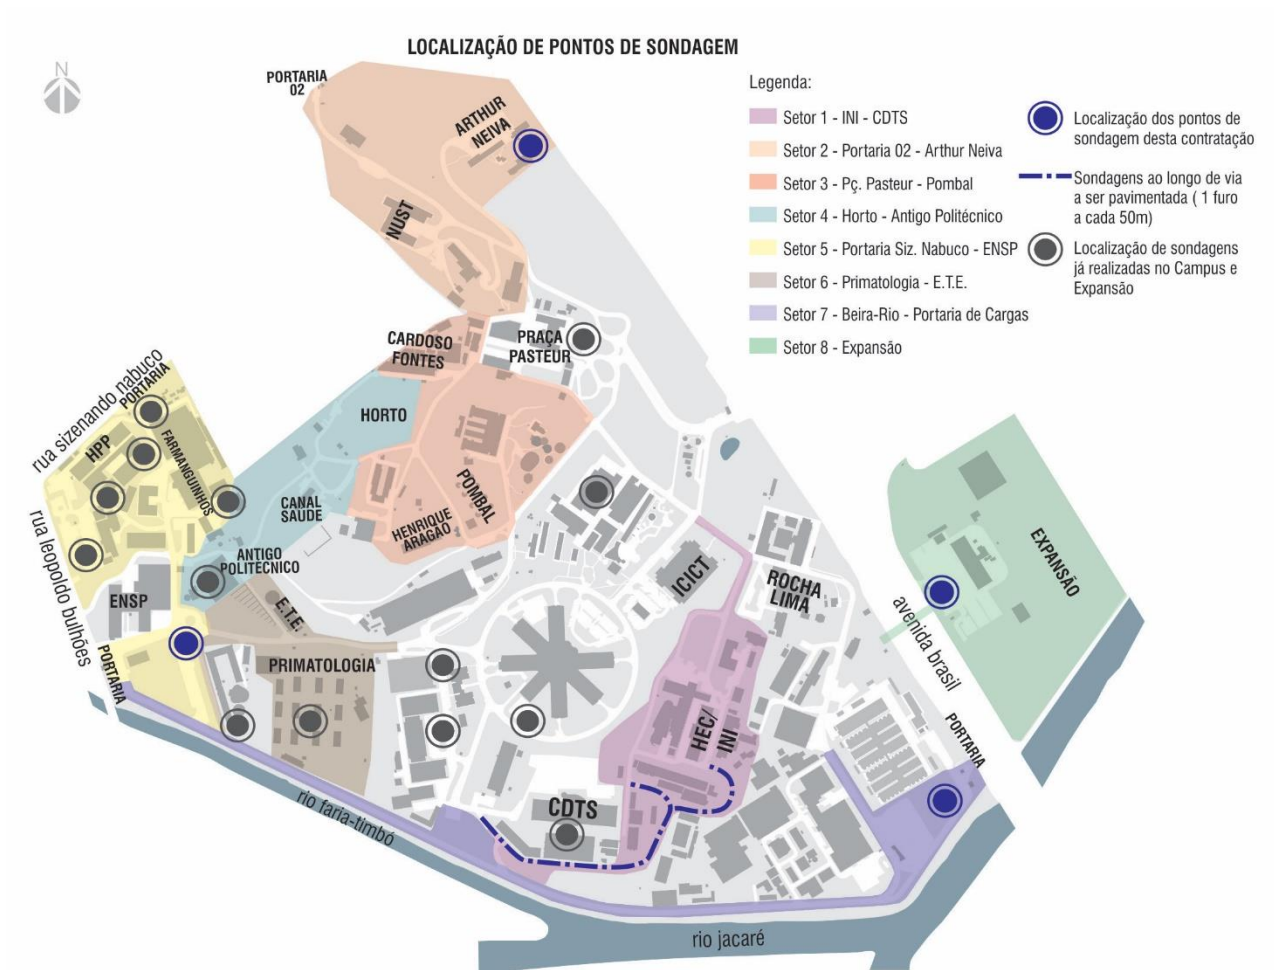 LOCALIZAÇÃO DE PONTOS DE SONDAGEM
N
Legenda:
Setor 1 - INI - CDTS
Setor 2 - Portaria 02 - Arthur Neiva
Setor 3 - Pç. Pasteur - Pombal
Setor 4 - Horto - Antigo Politécnico
Setor 5 - Portaria Siz. Nabuco - ENSP
Setor 6 - Primatologia - E.T.E.
Setor 7 - Beira-Rio - Portaria de Cargas
Setor 8 - Expansão
Localização dos pontos de
sondagem desta contratação
Sondagens ao longo de via
a ser pavimentada ( 1 furo
a cada 50m)
Localização de sondagens
já realizadas no Campus e
Expansão
PORTARIA
02
ARTHUR
NEIVA
NUST
CARDOSO
FONTES
PRAÇA
PASTEUR
rua sizenando nabuco
PORTARIA
HPP
FARMANGUINHOS
HORTO
CANAL
SAÚDE
POMBAL
HENRIQUE
ARAGÃO
ANTIGO
POLITECNICO
rua leopoldo bulhões
ENSP
E.T.E.
PORTARIA
PRIMATOLOGIA
ICICT
ROCHA
LIMA
EXPANSÃO
avenida brasil
HEC/
INI
PORTARIA
CDTS
rio faria-timbó
rio jacaré